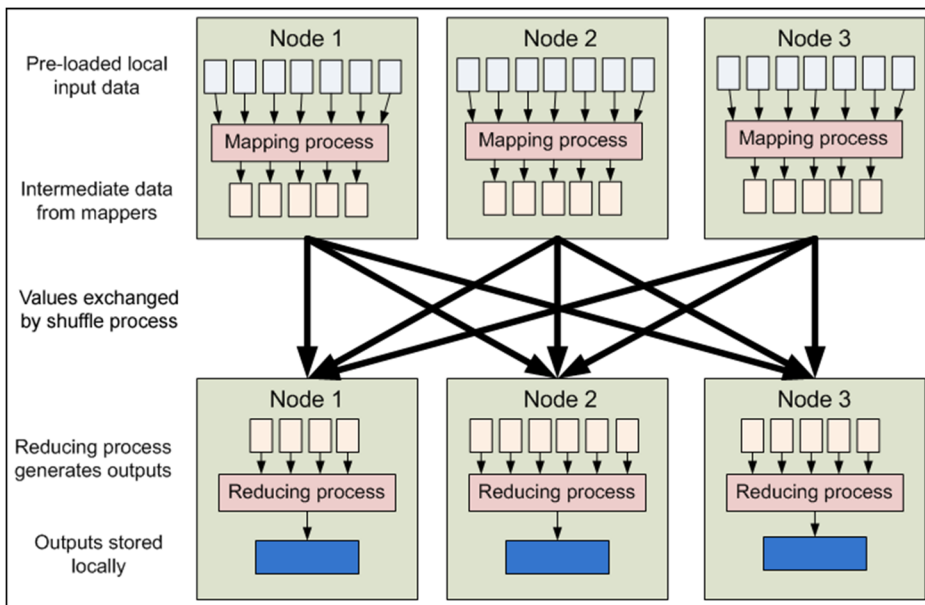 Node 1
Node 2
Node 3
Pre-loaded local
input data
Mapping process
Mapping process
Mapping process
Intermediate data
from mappers
Values exchanged
by shuffle process
Node 1
Node 2
Node 3
Reducing process
generates outputs
Reducing process
Reducing process
Reducing process
Outputs stored
locally